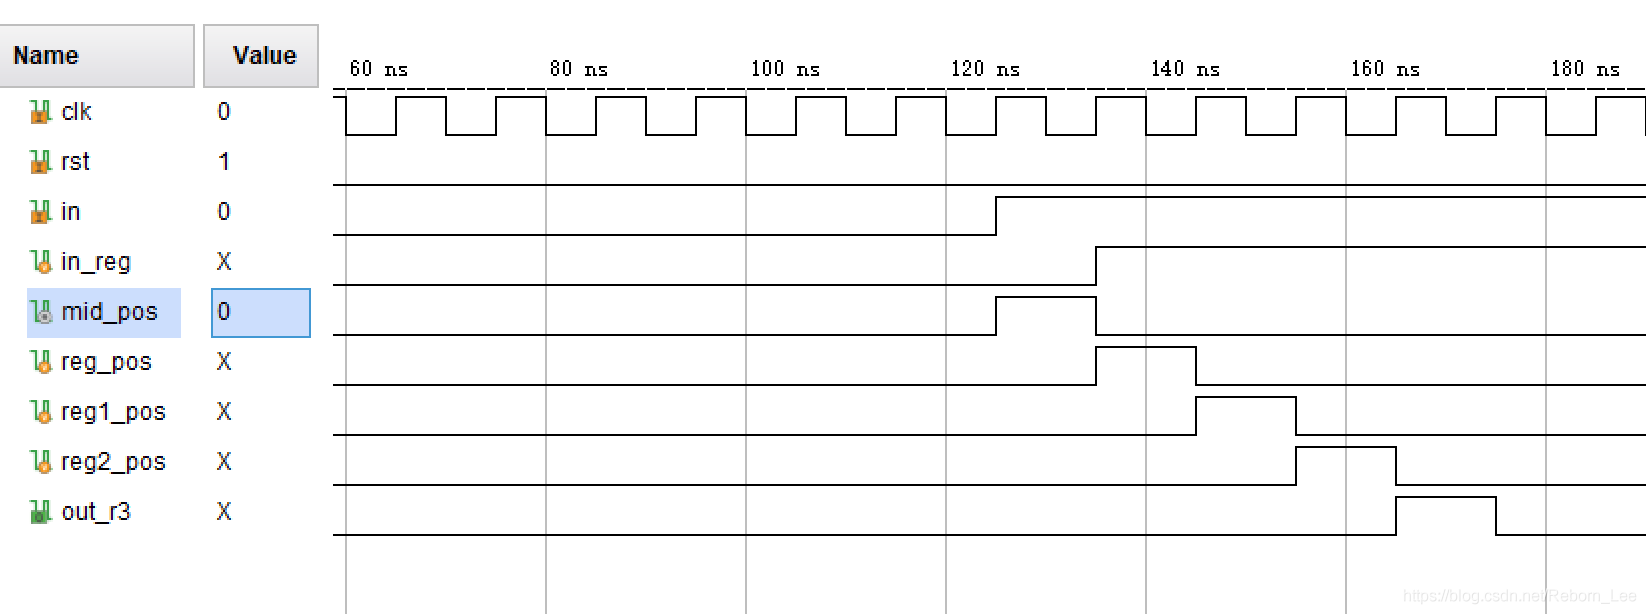 Name Value
60 ns 80 ns 100 ns 120 ns 140 ns 160 ns 180 ns
clk 0
rst 1
in 0
in_reg X
mid_pos 0
reg_pos X
reg1_pos X
reg2_pos X
out_r3 X
https://blog.csdn.net/Reborn_Lee